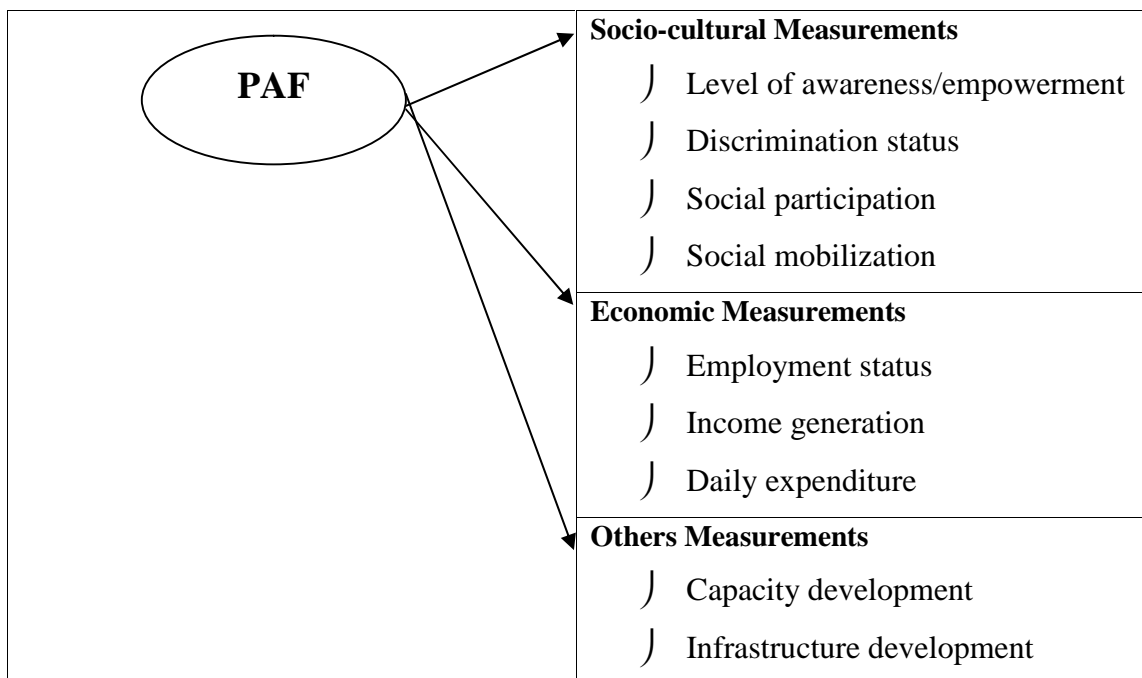 PAF
Socio-cultural Measurements
Level of awareness/empowerment
Discrimination status
Social participation
Social mobilization
Economic Measurements
Employment status
Income generation
Daily expenditure
Others Measurements
Capacity development
Infrastructure development